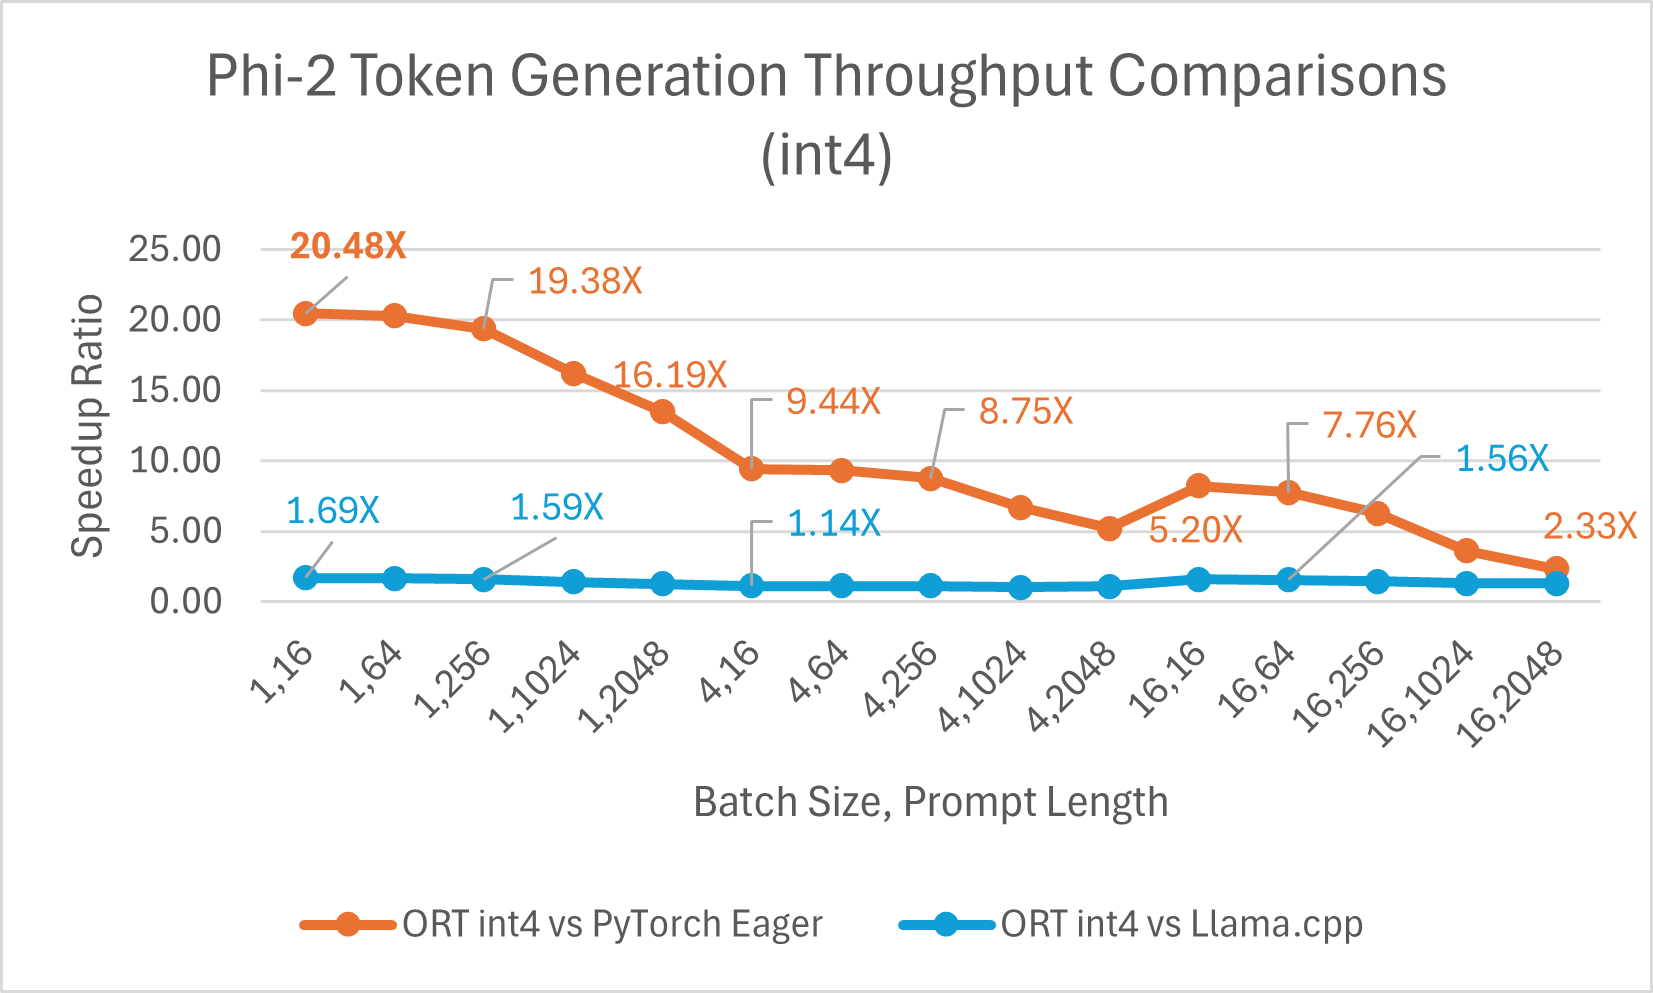 Phi-2 Token Generation Throughput Comparisons
(int4)
Speedup Ratio
25.00
20.00
15.00
10.00
5.00
0.00
20.48X
19.38X
16.19X
9.44X
8.75X
5.20X
7.76X
2.33X
1.69X
1.59X
1.14X
1.56X
1,16
1,64
1,256
1,1024
1,2048
4,16
4,64
4,256
4,1024
4,2048
16,16
16,64
16,256
16,1024
16,2048
Batch Size, Prompt Length
ORT int4 vs PyTorch Eager
ORT int4 vs Llama.cpp